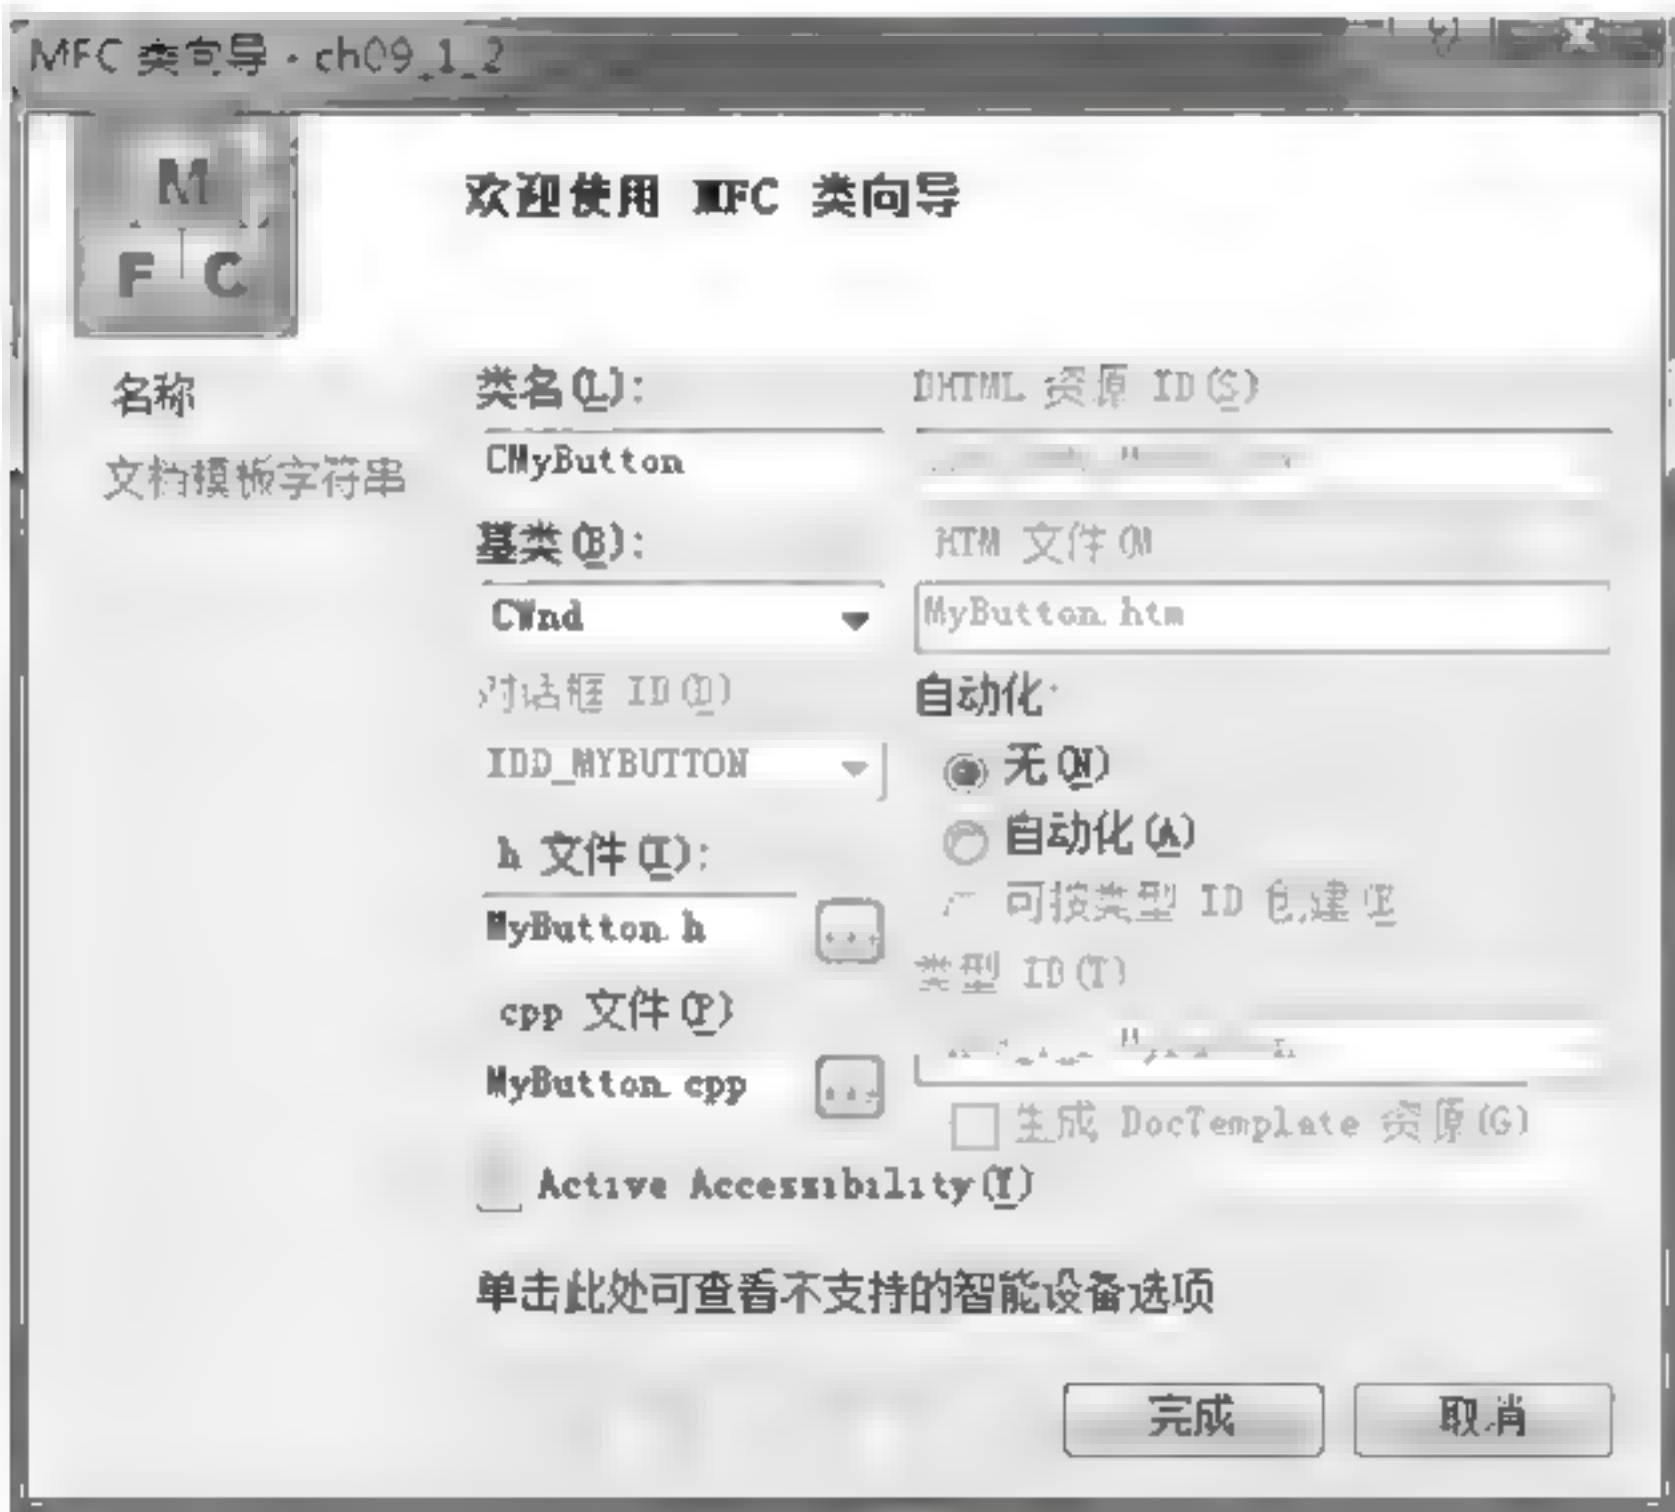 MFC 类向导 - ch09_1_2
M
F C
欢迎使用 MFC 类向导
名称
文档模板字符串
类名(L):
CMyButton
基类(B):
CWnd
对话框 ID(D)
IDD_MYBUTTON
h 文件(I):
MyButton.h
...
cpp 文件(P)
MyButton.cpp
...
Active Accessibility(Y)
DHTML 资源 ID(S)
HTM 文件(M
MyButton.htm
自动化:
无(N)
自动化(A)
可按类型 ID 创建(E
类型 ID(T)
生成 DocTemplate 资源(G)
单击此处可查看不支持的智能设备选项
完成
取消